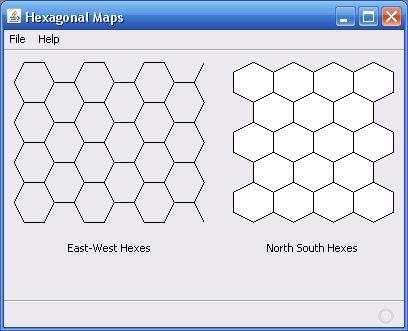 Hexagonal Maps
File Help
East-West Hexes
North South Hexes